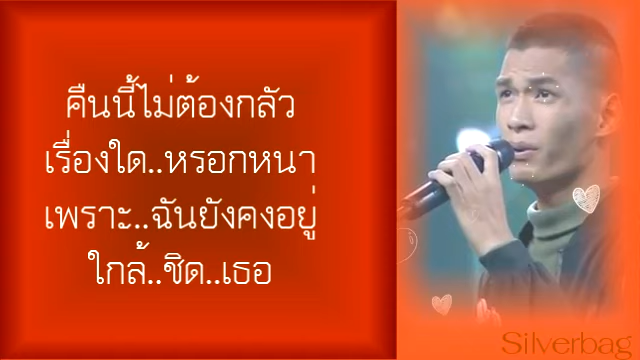 คืนนี้ไม่ต้องกลัว
เรื่องใด..หรอกหนา
เพราะ..ฉันยังคงอยู่
ใกล้..ชิด..เธอ
Silverbag